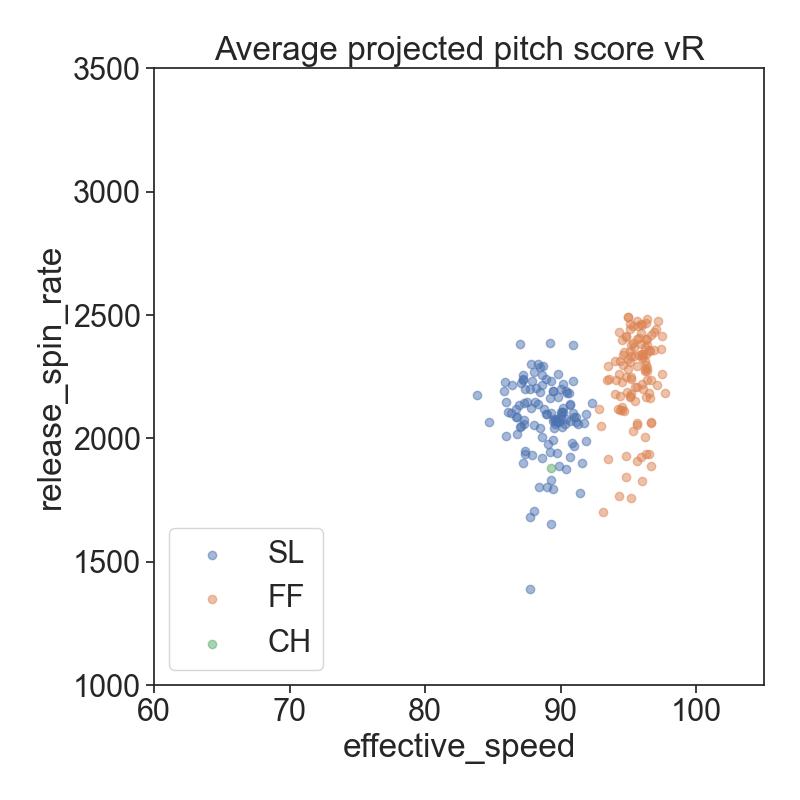 Average projected pitch score vR
3500
3000
2500
2000
1500
1000
release_spin_rate
SL
FF
CH
60 70 80 90 100
effective_speed